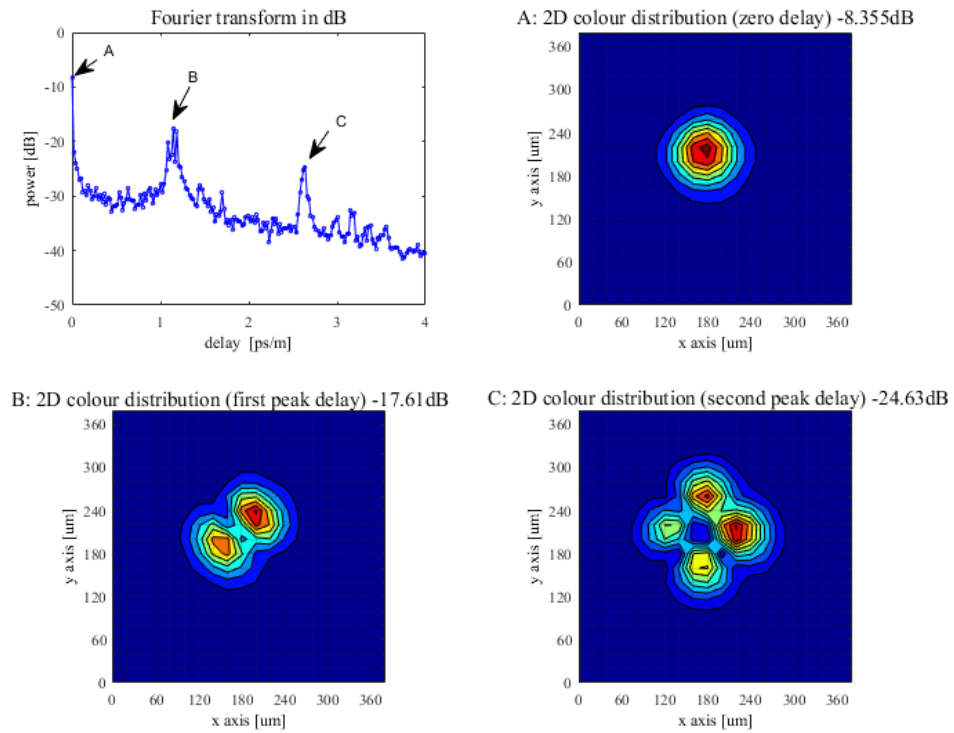 Fourier transform in dB
0
-10
-20
-30
-40
-50
power [dB]
A
B
C
0 1 2 3 4
delay [ps/m]
A: 2D colour distribution (zero delay) -8.355dB
360
300
240
180
120
60
0
y axis [um]
0 60 120 180 240 300 360
x axis [um]
B: 2D colour distribution (first peak delay) -17.61dB
360
300
240
180
120
60
0
y axis [um]
0 60 120 180 240 300 360
x axis [um]
C: 2D colour distribution (second peak delay) -24.63dB
360
300
240
180
120
60
0
y axis [um]
0 60 120 180 240 300 360
x axis [um]